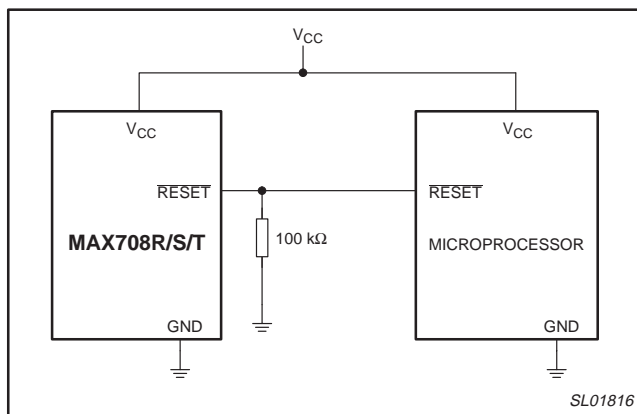 VCC
VCC
VCC
RESET
RESET
MAX708R/S/T
100 kΩ
MICROPROCESSOR
GND
GND
SL01816